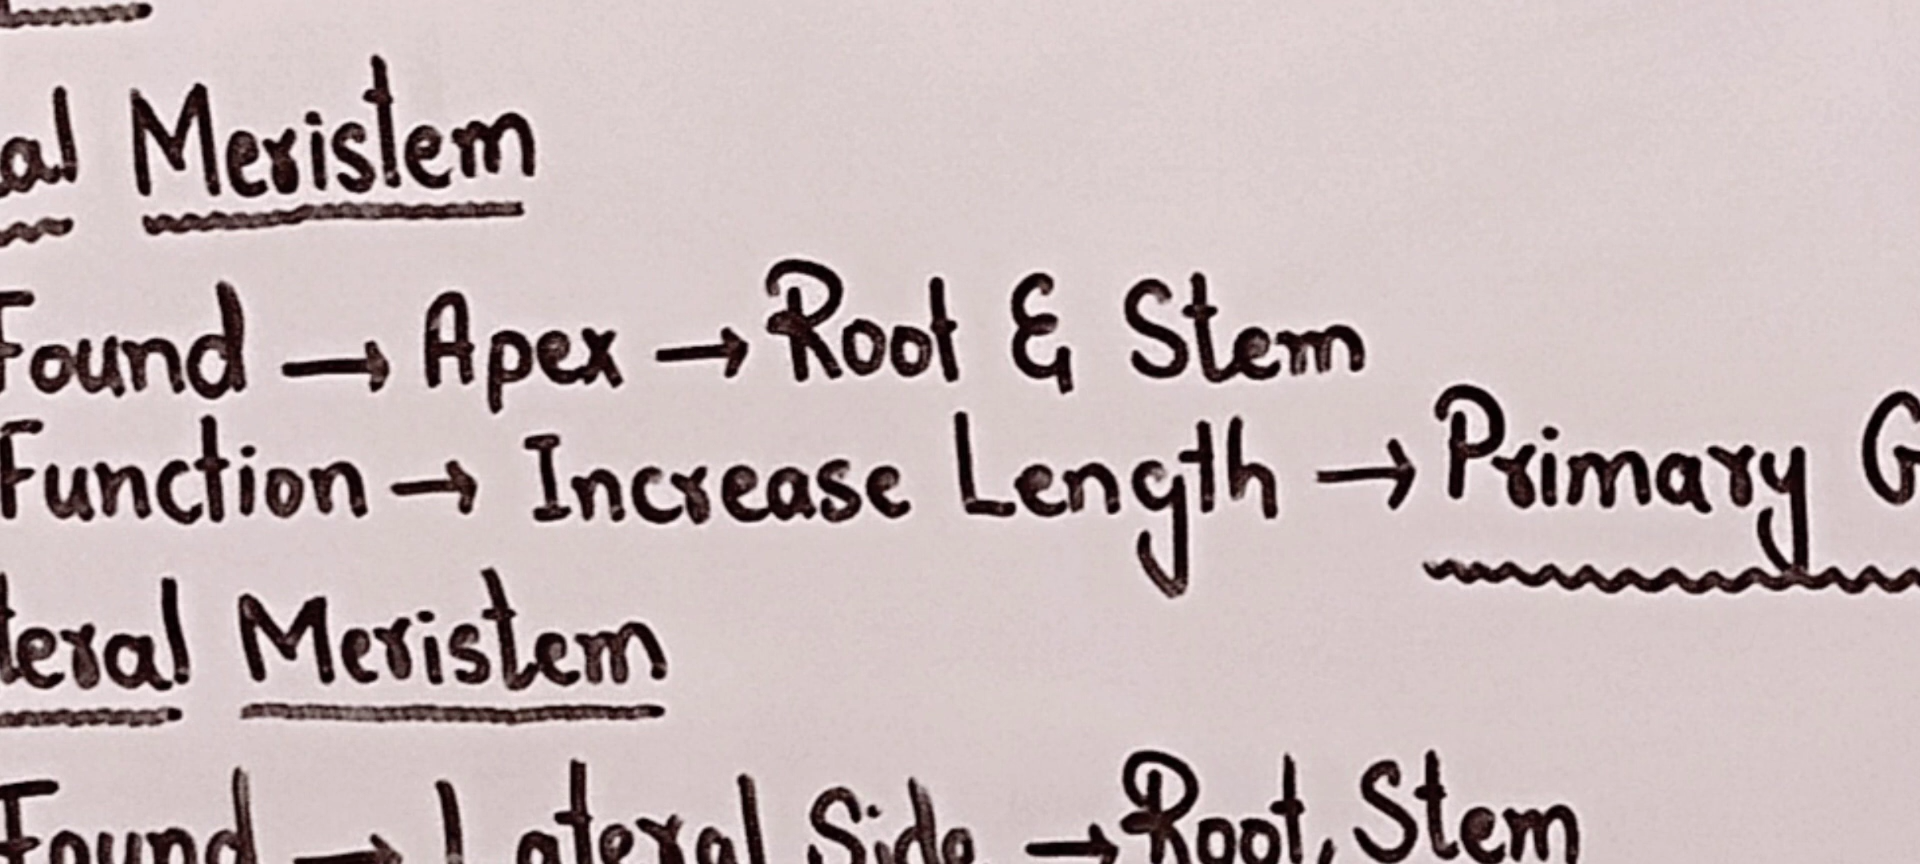 al Meristem
Found → Apex → Root & Stem
Function → Increase Length → Primary G
teral Meristem
Found → Lateral Side → Root, Stem